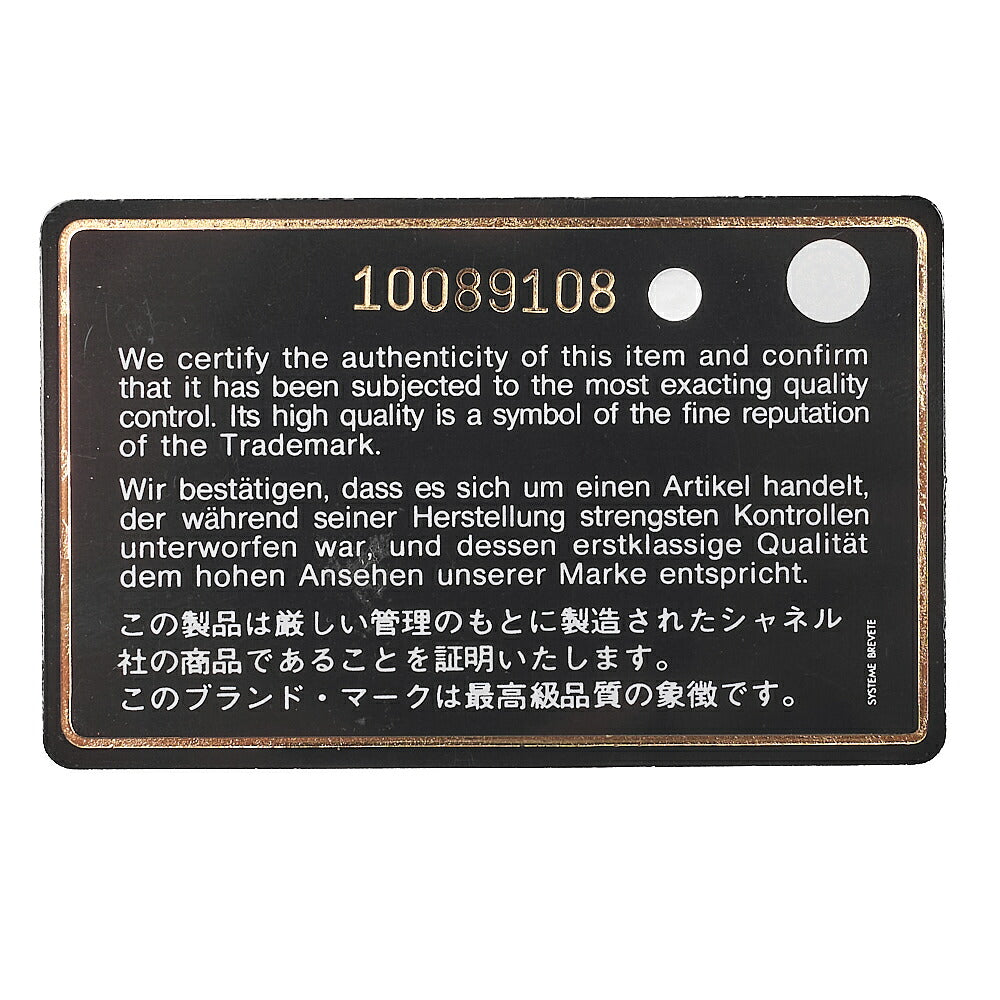 10089108
We certify the authenticity of this item and confirm
that it has been subjected to the most exacting quality
control. Its high quality is a symbol of the fine reputation
of the Trademark.
Wir bestätigen, dass es sich um einen Artikel handelt,
der während seiner Herstellung strengsten Kontrollen
unterworfen war, und dessen erstklassige Qualität
dem hohen Ansehen unserer Marke entspricht.
この製品は厳しい管理のもとに製造されたシャネル
社の商品であることを証明いたします。
このブランド・マークは最高級品質の象徴です。
SYSTEME BREVETE